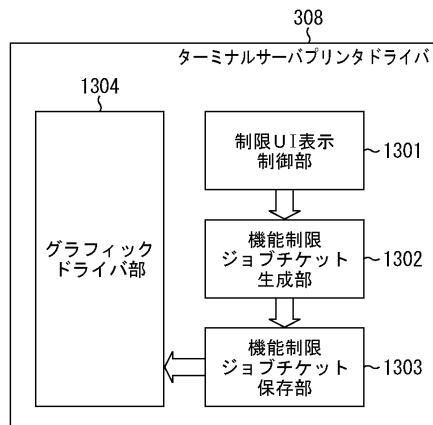 308
ターミナルサーバプリンタドライバ
1304
グラフィック
ドライバ部
制限UI表示
制御部
1301
機能制限
ジョブチケット
生成部
1302
機能制限
ジョブチケット
保存部
1303